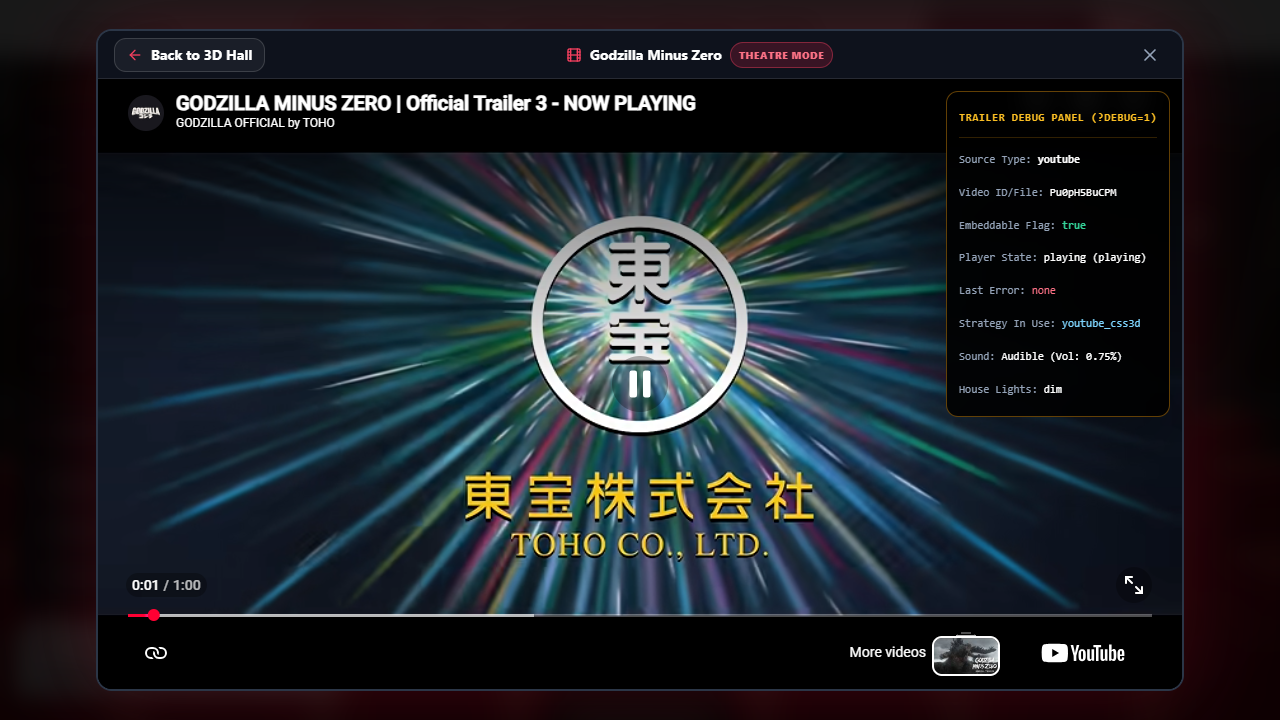 Back to 3D Hall
Godzilla Minus Zero
THEATRE MODE
GODZILLA
GODZILLA MINUS ZERO | Official Trailer 3 - NOW PLAYING
GODZILLA OFFICIAL by TOHO
TRAILER DEBUG PANEL (?DEBUG=1)
Source Type: youtube
Video ID/File: Pu0pH5BuCPM
Embeddable Flag: true
Player State: playing (playing)
Last Error: none
Strategy In Use: youtube_css3d
Sound: Audible (Vol: 0.75%)
House Lights: dim
東
宝
東宝株式会社
TOHO CO., LTD.
0:01 / 1:00
More videos
YouTube